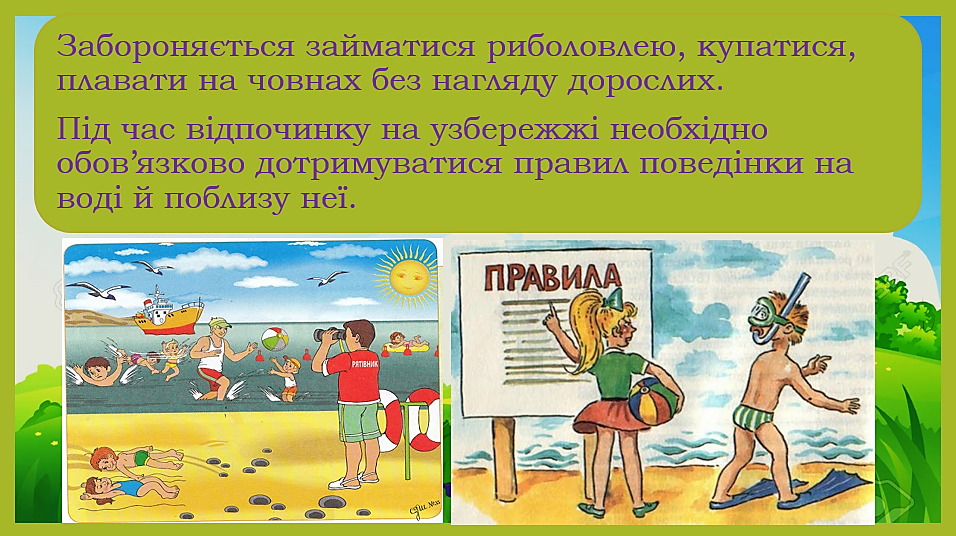 Забороняється займатися риболовлею, купатися,
плавати на човнах без нагляду дорослих.
Під час відпочинку на узбережжі необхідно
обов’язково дотримуватися правил поведінки на
воді й поблизу неї.
РЯТІВНИК
ПРАВИЛА